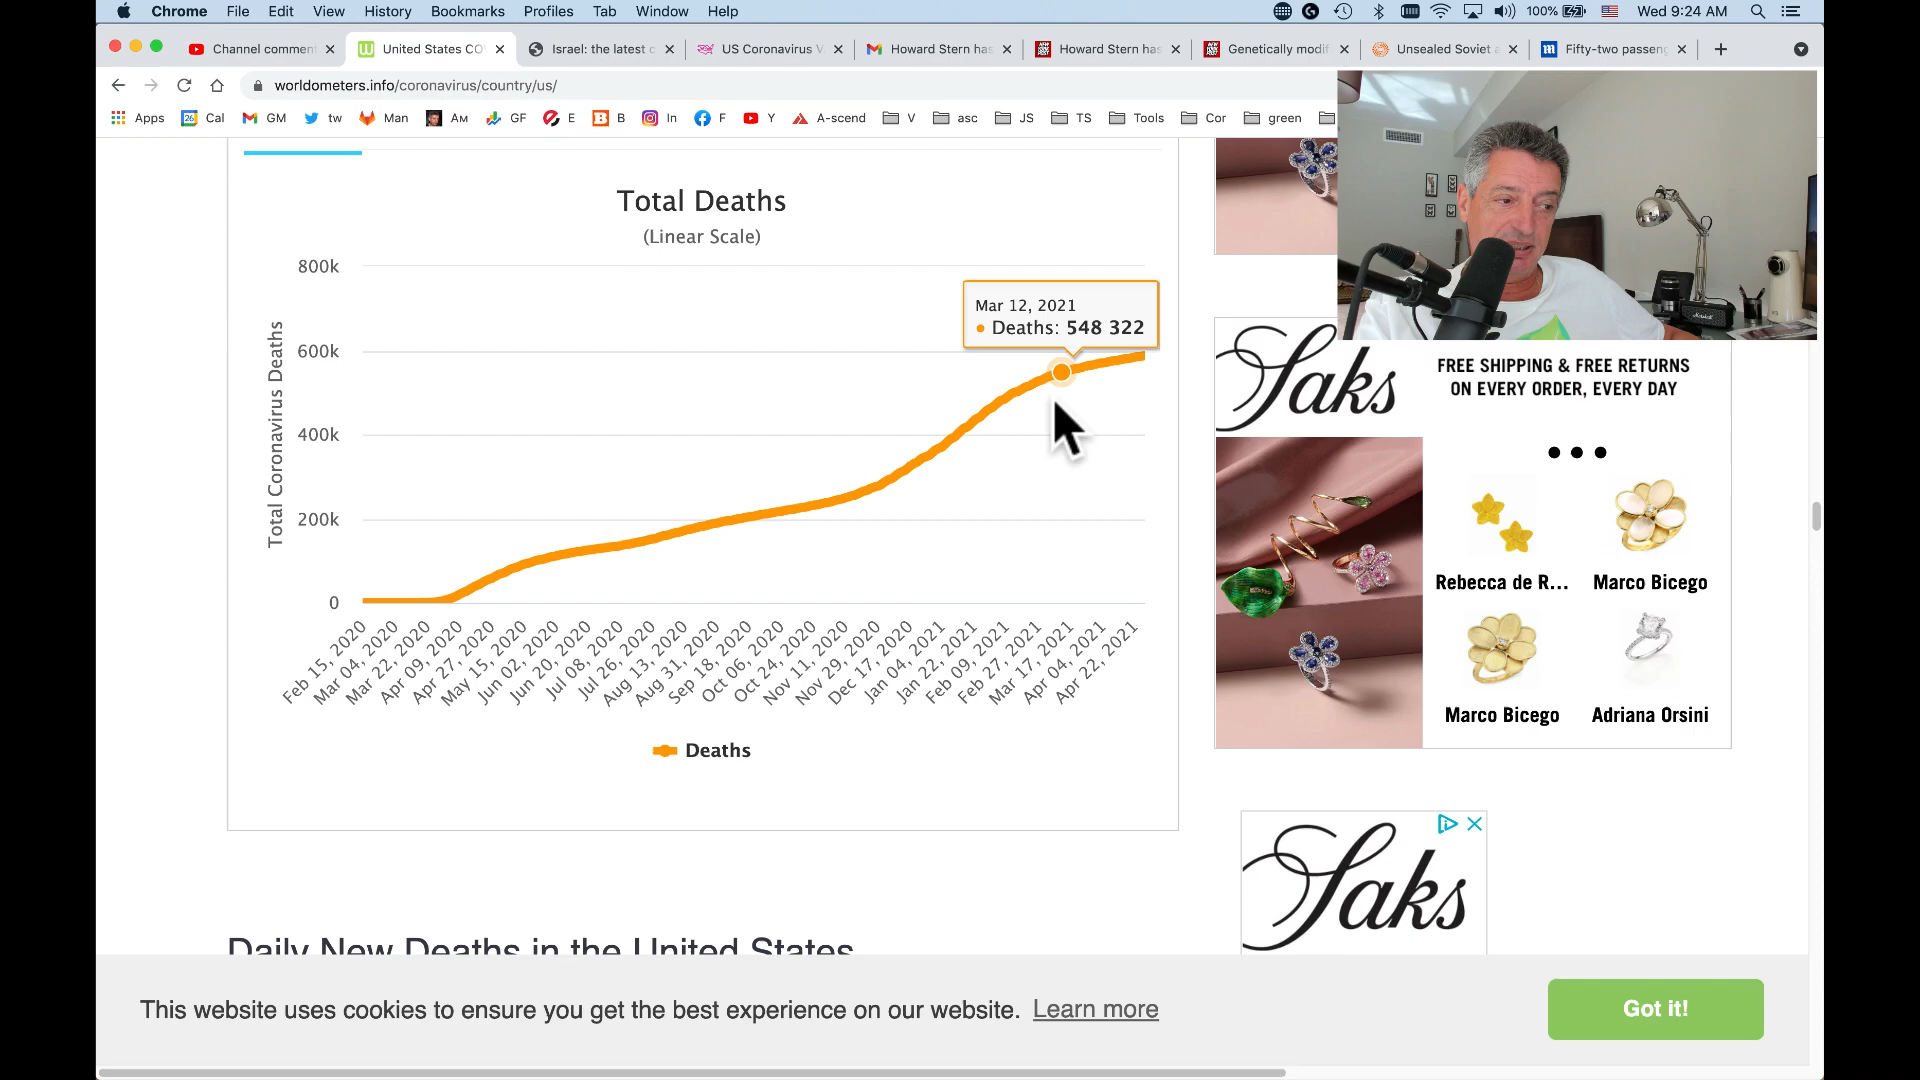 Chrome File Edit View History Bookmarks Profiles Tab Window Help 100% Wed 9:24 AM
Channel comment × United States CO × Israel: the latest c × US Coronavirus V × Howard Stern has × Howard Stern has × Genetically modif × Unsealed Soviet a × Fifty-two passeng × +
worldometers.info/coronavirus/country/us/
Apps 26 Cal GM tw Man AM GF E B In F Y A-scend V asc JS TS Tools Cor green
Total Deaths
(Linear Scale)
Total Coronavirus Deaths
800k
600k
400k
200k
0
Mar 12, 2021
Deaths: 548 322
Feb 15, 2020
Mar 04, 2020
Mar 22, 2020
Apr 09, 2020
Apr 27, 2020
May 15, 2020
Jun 02, 2020
Jun 20, 2020
Jul 08, 2020
Jul 26, 2020
Aug 13, 2020
Aug 31, 2020
Sep 18, 2020
Oct 06, 2020
Oct 24, 2020
Nov 11, 2020
Nov 29, 2020
Dec 17, 2020
Jan 04, 2021
Jan 22, 2021
Feb 09, 2021
Feb 27, 2021
Mar 17, 2021
Apr 04, 2021
Apr 22, 2021
Deaths
Saks
FREE SHIPPING & FREE RETURNS
ON EVERY ORDER, EVERY DAY
Rebecca de R... Marco Bicego
Marco Bicego Adriana Orsini
Saks
Daily New Deaths in the United States
This website uses cookies to ensure you get the best experience on our website. Learn more
Got it!
Marshall